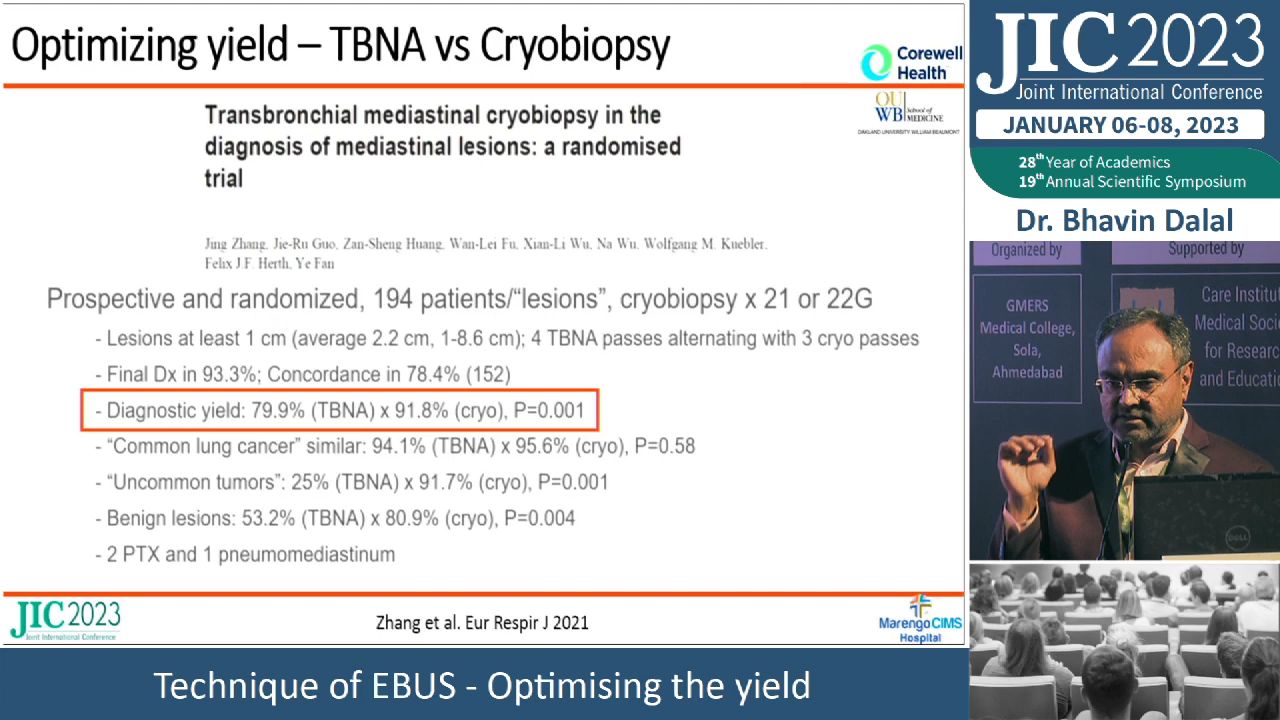 Optimizing yield – TBNA vs Cryobiopsy
Corewell
Health
OU
WB
School of
MEDICINE
OAKLAND UNIVERSITY WILLIAM BEAUMONT
Transbronchial mediastinal cryobiopsy in the
diagnosis of mediastinal lesions: a randomised
trial
Jing Zhang, Jie-Ru Guo, Zan-Sheng Huang, Wan-Lei Fu, Xian-Li Wu, Na Wu, Wolfgang M. Kuebler,
Felix J.F. Herth, Ye Fan
Prospective and randomized, 194 patients/“lesions”, cryobiopsy x 21 or 22G
- Lesions at least 1 cm (average 2.2 cm, 1-8.6 cm); 4 TBNA passes alternating with 3 cryo passes
- Final Dx in 93.3%; Concordance in 78.4% (152)
- Diagnostic yield: 79.9% (TBNA) x 91.8% (cryo), P=0.001
- “Common lung cancer” similar: 94.1% (TBNA) x 95.6% (cryo), P=0.58
- “Uncommon tumors”: 25% (TBNA) x 91.7% (cryo), P=0.001
- Benign lesions: 53.2% (TBNA) x 80.9% (cryo), P=0.004
- 2 PTX and 1 pneumomediastinum
JIC 2023
Joint International Conference
Zhang et al. Eur Respir J 2021
Marengo CIMS
Hospital
Technique of EBUS - Optimising the yield
JIC 2023
Joint International Conference
JANUARY 06-08, 2023
28th Year of Academics
19th Annual Scientific Symposium
Dr. Bhavin Dalal
Organized by
Supported by
GMERS
Medical College,
Sola,
Ahmedabad
Care Institut
Medical Socie
for Researc
and Educatio
DELL